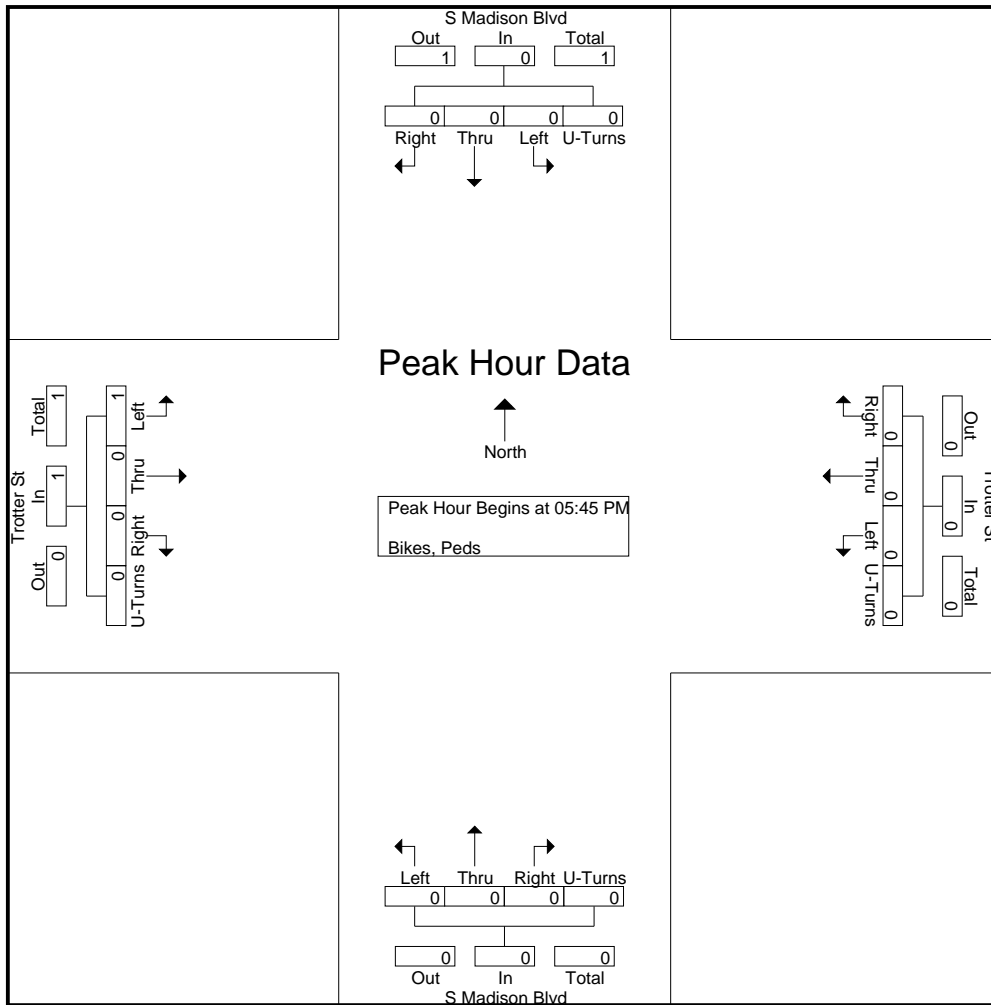 S Madison Blvd
Out In Total
1 0 1
0 0 0 0
Right Thru Left U-Turns
Peak Hour Data
North
Peak Hour Begins at 05:45 PM
Bikes, Peds
Trotter St
Out In Total
0 1 1
U-Turns Right Thru Left
0 0 0 1
Trotter St
Out In Total
0 0 0
Right Thru Left U-Turns
0 0 0 0
Left Thru Right U-Turns
0 0 0 0
0 0 0
Out In Total
S Madison Blvd